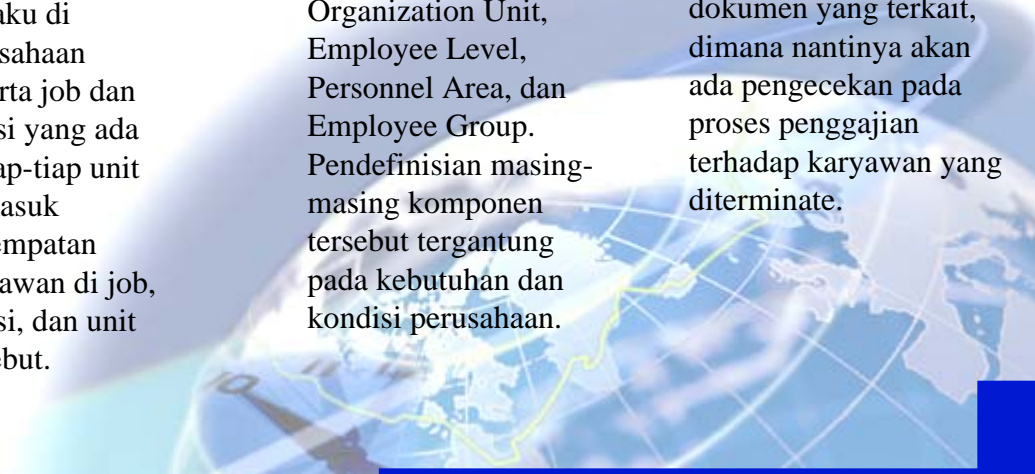 aku di
sahaan
rta job dan
si yang ada
ap-tiap unit
asuk
empatan
awan di job,
si, dan unit
ebut.
Organization Unit,
Employee Level,
Personnel Area, dan
Employee Group.
Pendefinisian masing-
masing komponen
tersebut tergantung
pada kebutuhan dan
kondisi perusahaan.
dokumen yang terkait,
dimana nantinya akan
ada pengecekan pada
proses penggajian
terhadap karyawan yang
diterminate.